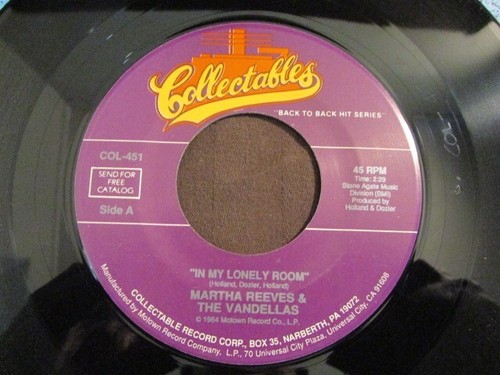 Collectables
"BACK TO BACK HIT SERIES"
COL-451
SEND FOR
FREE
CATALOG
Side A
45 RPM
Time: 2:29
Stone Agate Music
Division (BMI)
Produced by
Holland & Dozier
"IN MY LONELY ROOM"
(Holland, Dozier, Holland)
MARTHA REEVES &
THE VANDELLAS
© 1964 Motown Record Co., L.P.
COLLECTABLE RECORD CORP., BOX 35, NARBERTH, PA 19072
Manufactured by Motown Record Company, L.P., 70 Universal City Plaza, Universal City, CA 91608